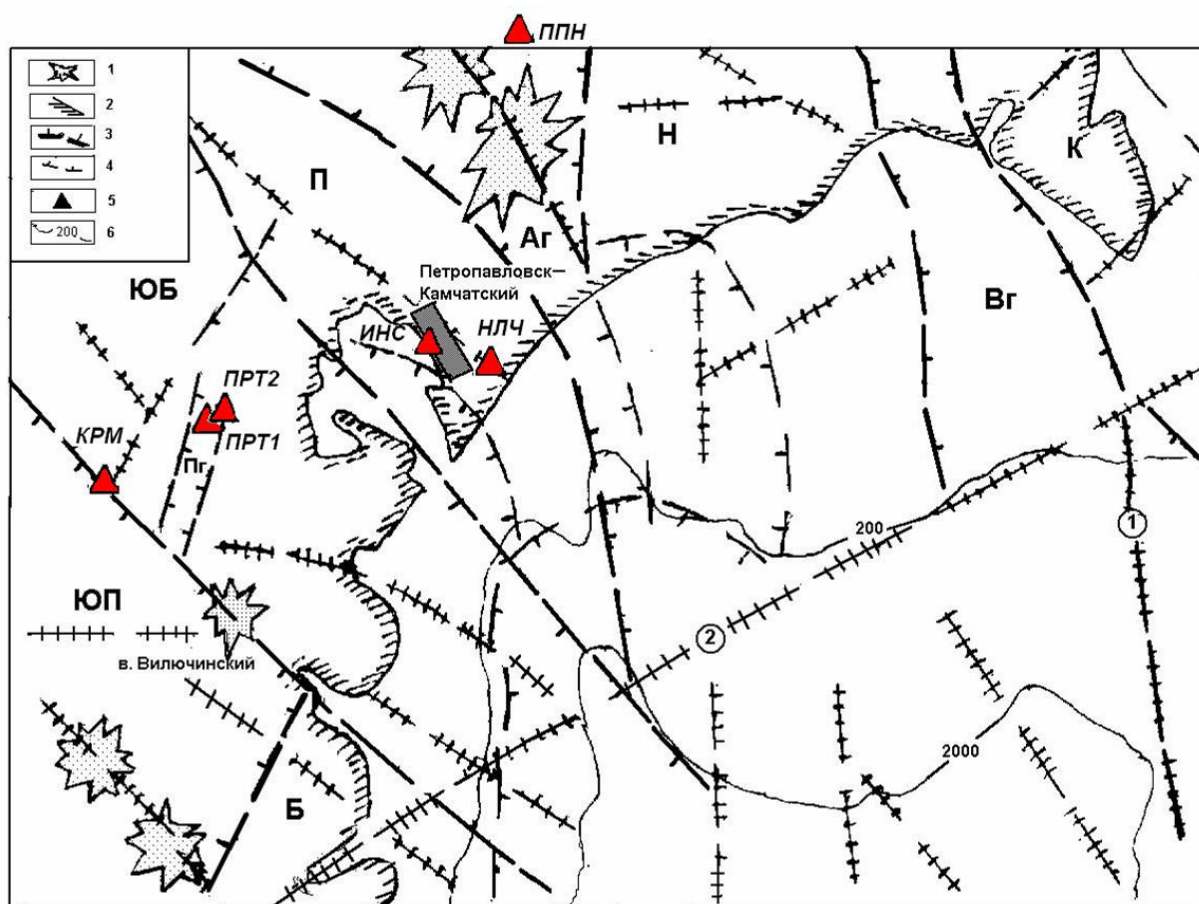 ППН
1
2
3
4
5
200
6
Н
К
П
Аг
ЮБ
Петропавловск–
Камчатский
Вг
ИНС
НЛЧ
ПРТ2
КРМ
ПРТ1
Пг
200
1
ЮП
2
в. Вилючинский
2000
Б